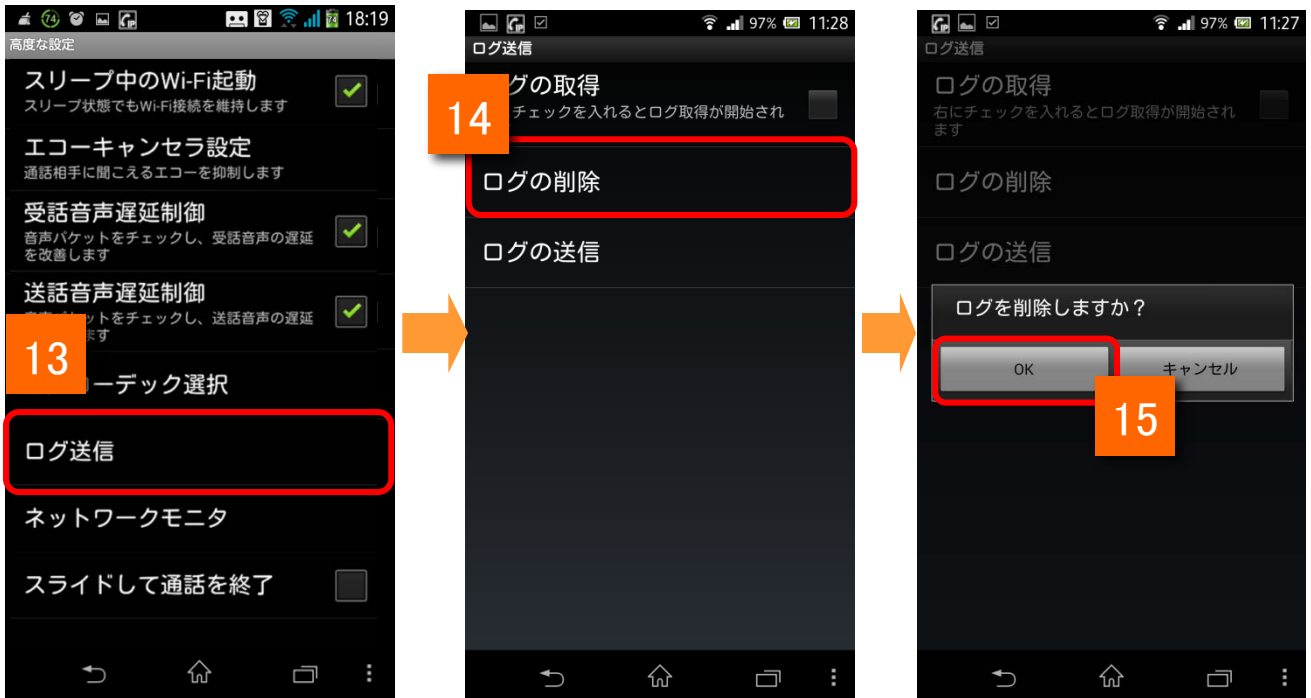 74
74
18:19
高度な設定
スリープ中のWi-Fi起動
スリープ状態でもWi-Fi接続を維持します
エコーキャンセラ設定
通話相手に聞こえるエコーを抑制します
受話音声遅延制御
音声パケットをチェックし、受話音声の遅延
を改善します
送話音声遅延制御
ットをチェックし、送話音声の遅延
ます
13
ーデック選択
ログ送信
ネットワークモニタ
スライドして通話を終了
97% 11:28
ログ送信
グの取得
チェックを入れるとログ取得が開始され
14
ログの削除
ログの送信
97% 11:27
ログ送信
ログの取得
右にチェックを入れるとログ取得が開始され
ます
ログの削除
ログの送信
ログを削除しますか?
OK
キャンセル
15